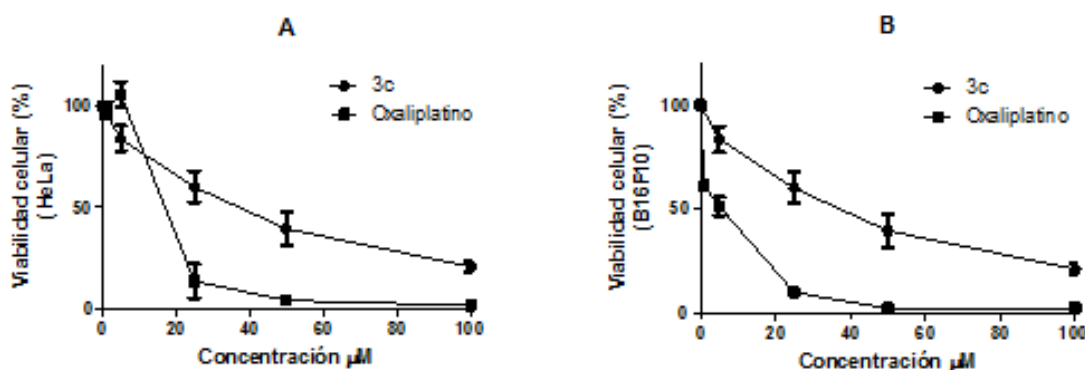 A
3c
Oxaliplatino
Viabilidad celular (%)
(HeLa)
100
50
0
0 20 40 60 80 100
Concentración µM
B
3c
Oxaliplatino
Viabilidad celular (%)
(B16F10)
100
50
0
0 20 40 60 80 100
Concentración µM